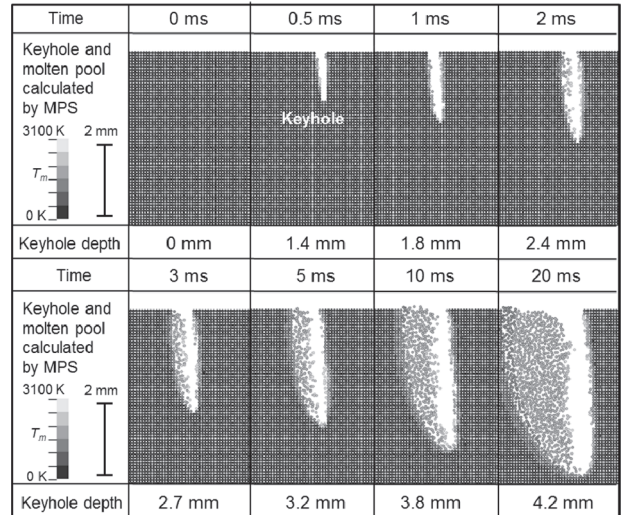 Time 0 ms 0.5 ms 1 ms 2 ms
Keyhole and
molten pool
calculated
by MPS
3100 K 2 mm
Tm
0 K
Keyhole
Keyhole depth 0 mm 1.4 mm 1.8 mm 2.4 mm
Time 3 ms 5 ms 10 ms 20 ms
Keyhole and
molten pool
calculated
by MPS
3100 K 2 mm
Tm
0 K
Keyhole depth 2.7 mm 3.2 mm 3.8 mm 4.2 mm